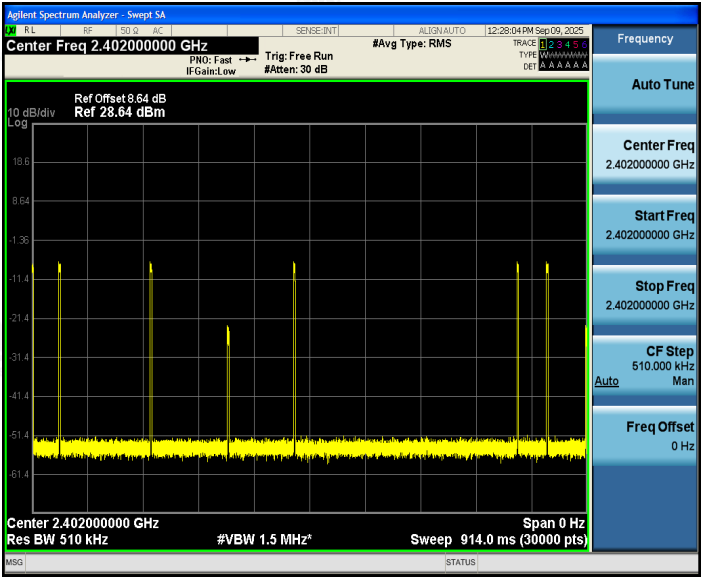 Agilent Spectrum Analyzer - Swept SA
LXI RL RF 50 Ω AC SENSE:INT ALIGNAUTO 12:28:04 PM Sep 09, 2025
Center Freq 2.402000000 GHz
PNO: Fast
IFGain:Low
Trig: Free Run
#Atten: 30 dB
#Avg Type: RMS
TRACE 1 2 3 4 5 6
TYPE WWWWWW
DET A A A A A A
Ref Offset 8.64 dB
10 dB/div Ref 28.64 dBm
Log
18.6
8.64
-1.36
-11.4
-21.4
-31.4
-41.4
-51.4
-61.4
Center 2.402000000 GHz Span 0 Hz
Res BW 510 kHz #VBW 1.5 MHz* Sweep 914.0 ms (30000 pts)
MSG STATUS
Frequency
Auto Tune
Center Freq
2.402000000 GHz
Start Freq
2.402000000 GHz
Stop Freq
2.402000000 GHz
CF Step
510.000 kHz
Auto Man
Freq Offset
0 Hz